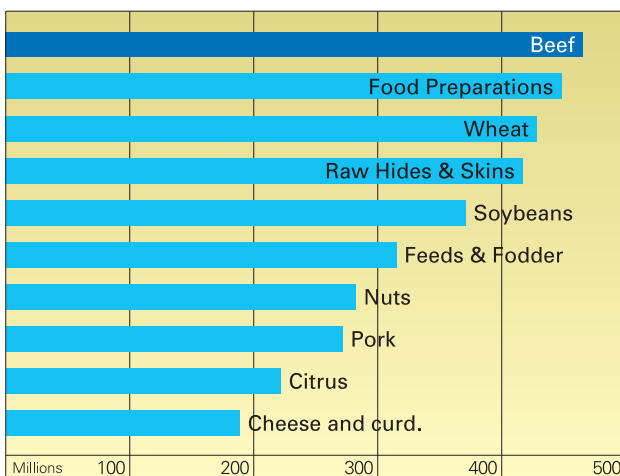 Beef
Food Preparations
Wheat
Raw Hides & Skins
Soybeans
Feeds & Fodder
Nuts
Pork
Citrus
Cheese and curd.
Millions 100 200 300 400 500